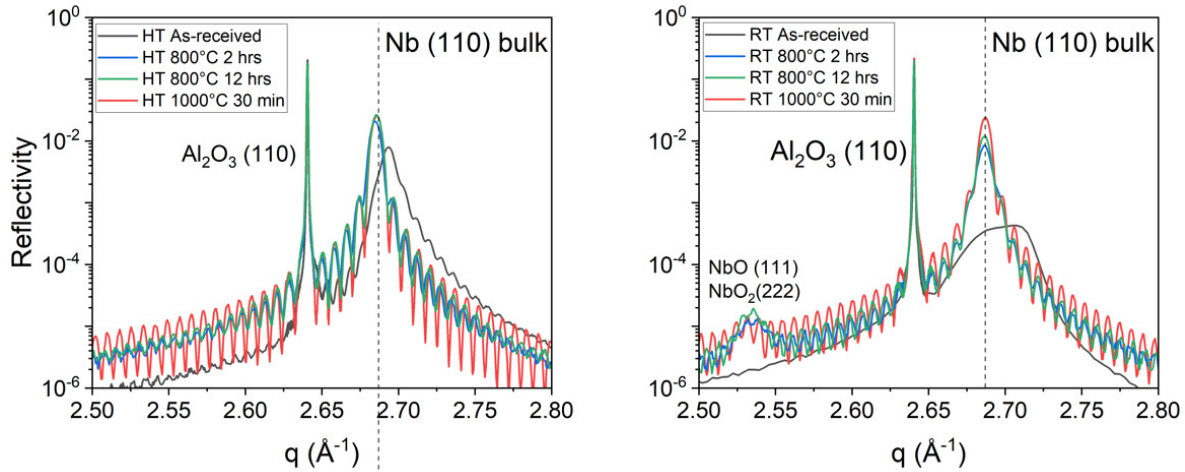 10⁰
10⁻²
10⁻⁴
10⁻⁶
Reflectivity
HT As-received
HT 800°C 2 hrs
HT 800°C 12 hrs
HT 1000°C 30 min
Nb (110) bulk
Al₂O₃ (110)
2.50 2.55 2.60 2.65 2.70 2.75 2.80
q (Å⁻¹)
10⁰
10⁻²
10⁻⁴
10⁻⁶
RT As-received
RT 800°C 2 hrs
RT 800°C 12 hrs
RT 1000°C 30 min
Nb (110) bulk
Al₂O₃ (110)
NbO (111)
NbO₂(222)
2.50 2.55 2.60 2.65 2.70 2.75 2.80
q (Å⁻¹)